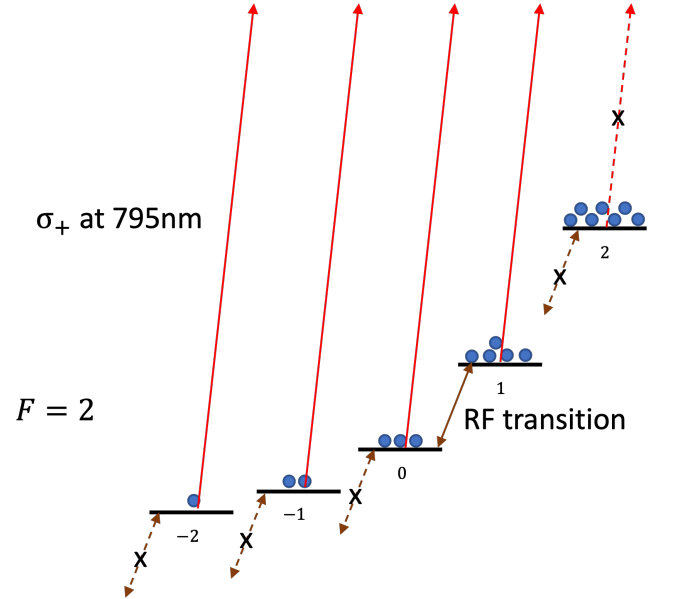 X
σ₊ at 795nm
2
X
1
F = 2
RF transition
0
X
−1
−2
X
X